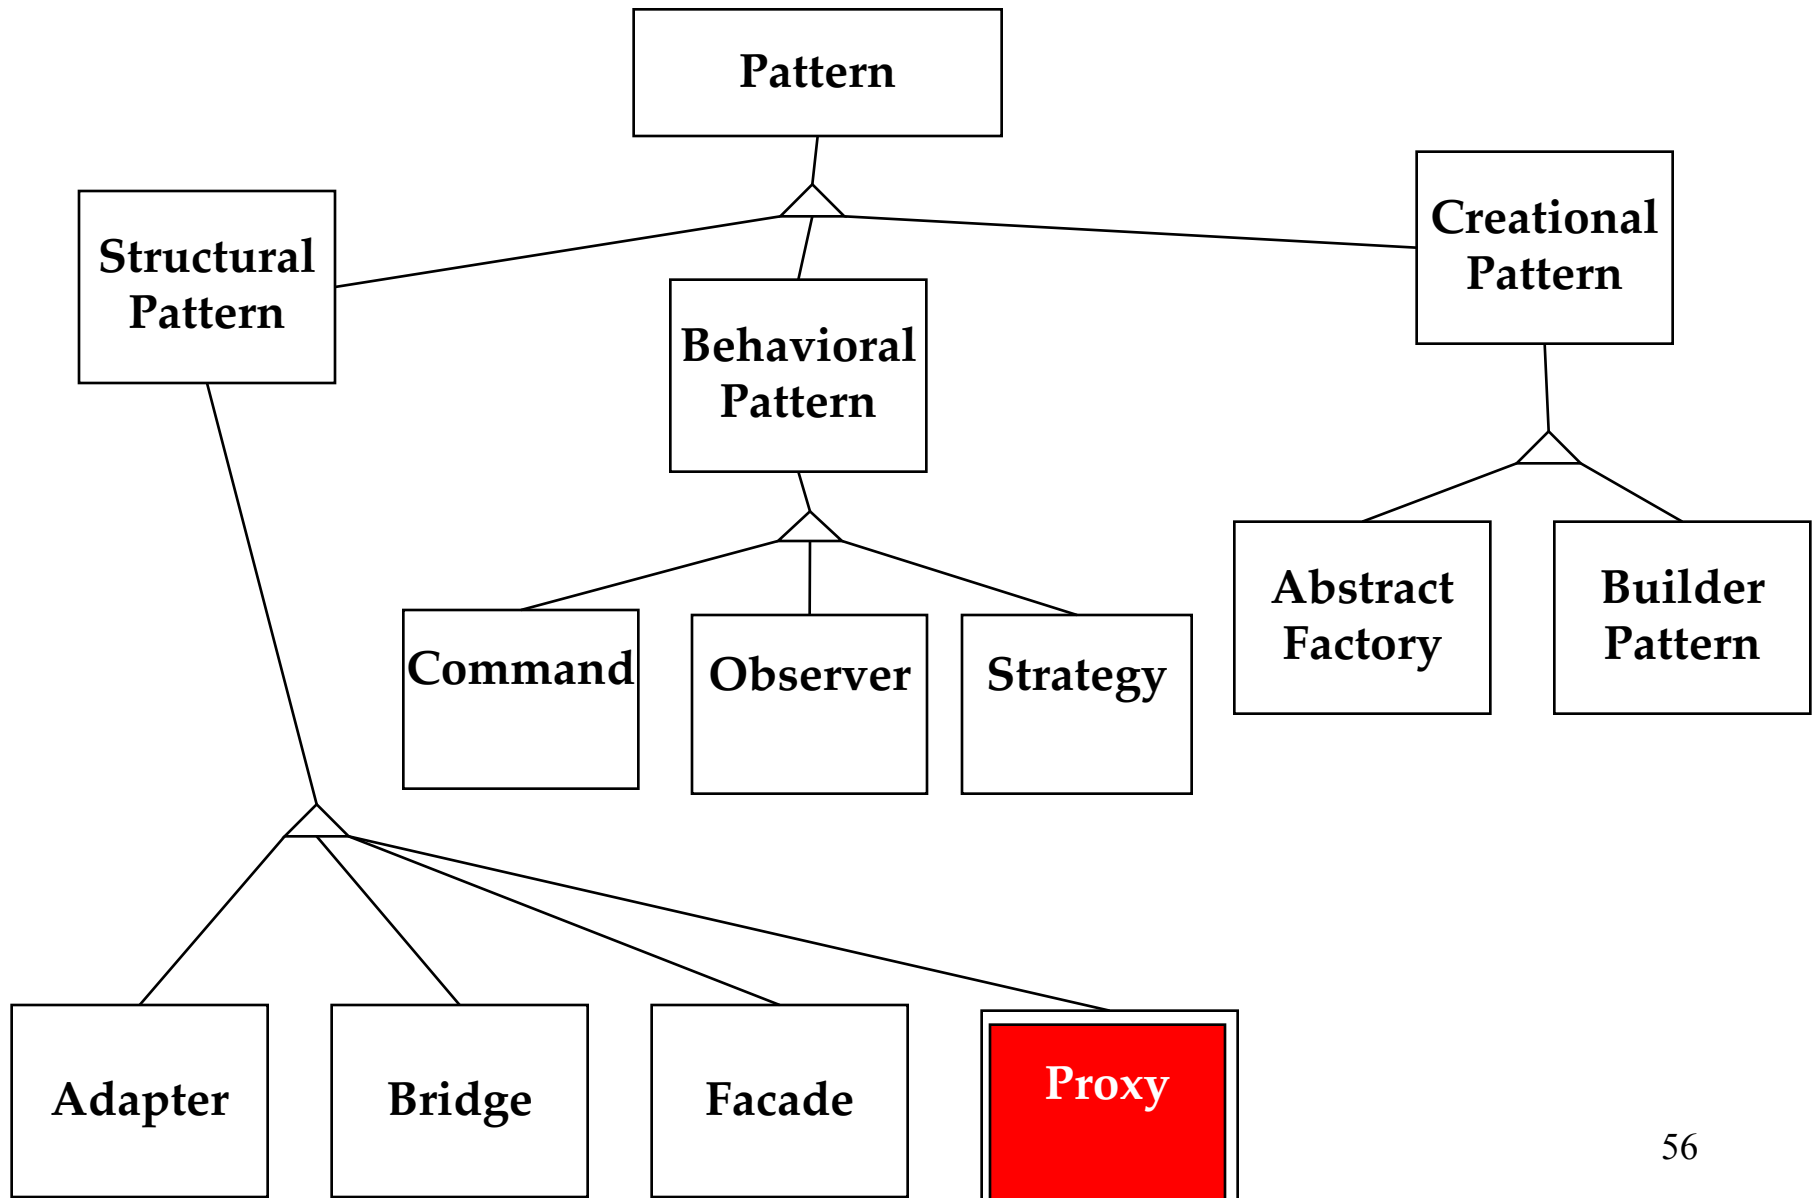 Pattern
Structural
Pattern
Behavioral
Pattern
Creational
Pattern
Command
Observer
Strategy
Abstract
Factory
Builder
Pattern
Adapter
Bridge
Facade
Proxy
56